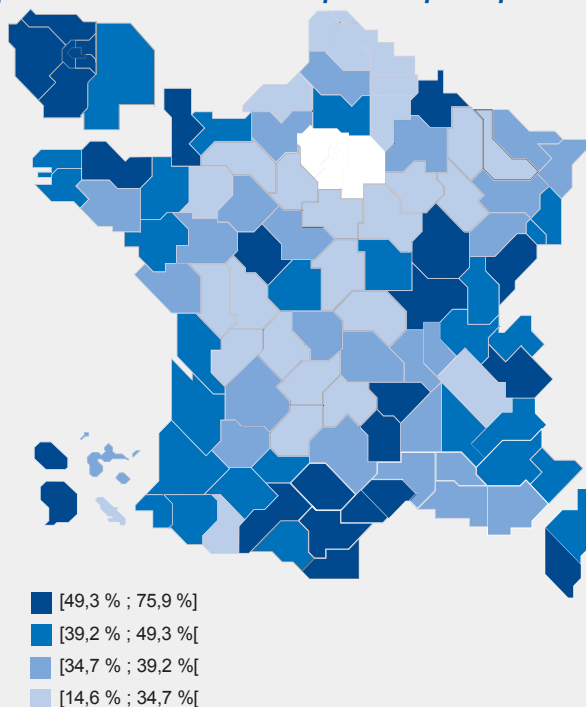 [49,3 % ; 75,9 %]
[39,2 % ; 49,3 %[
[34,7 % ; 39,2 %[
[14,6 % ; 34,7 %[